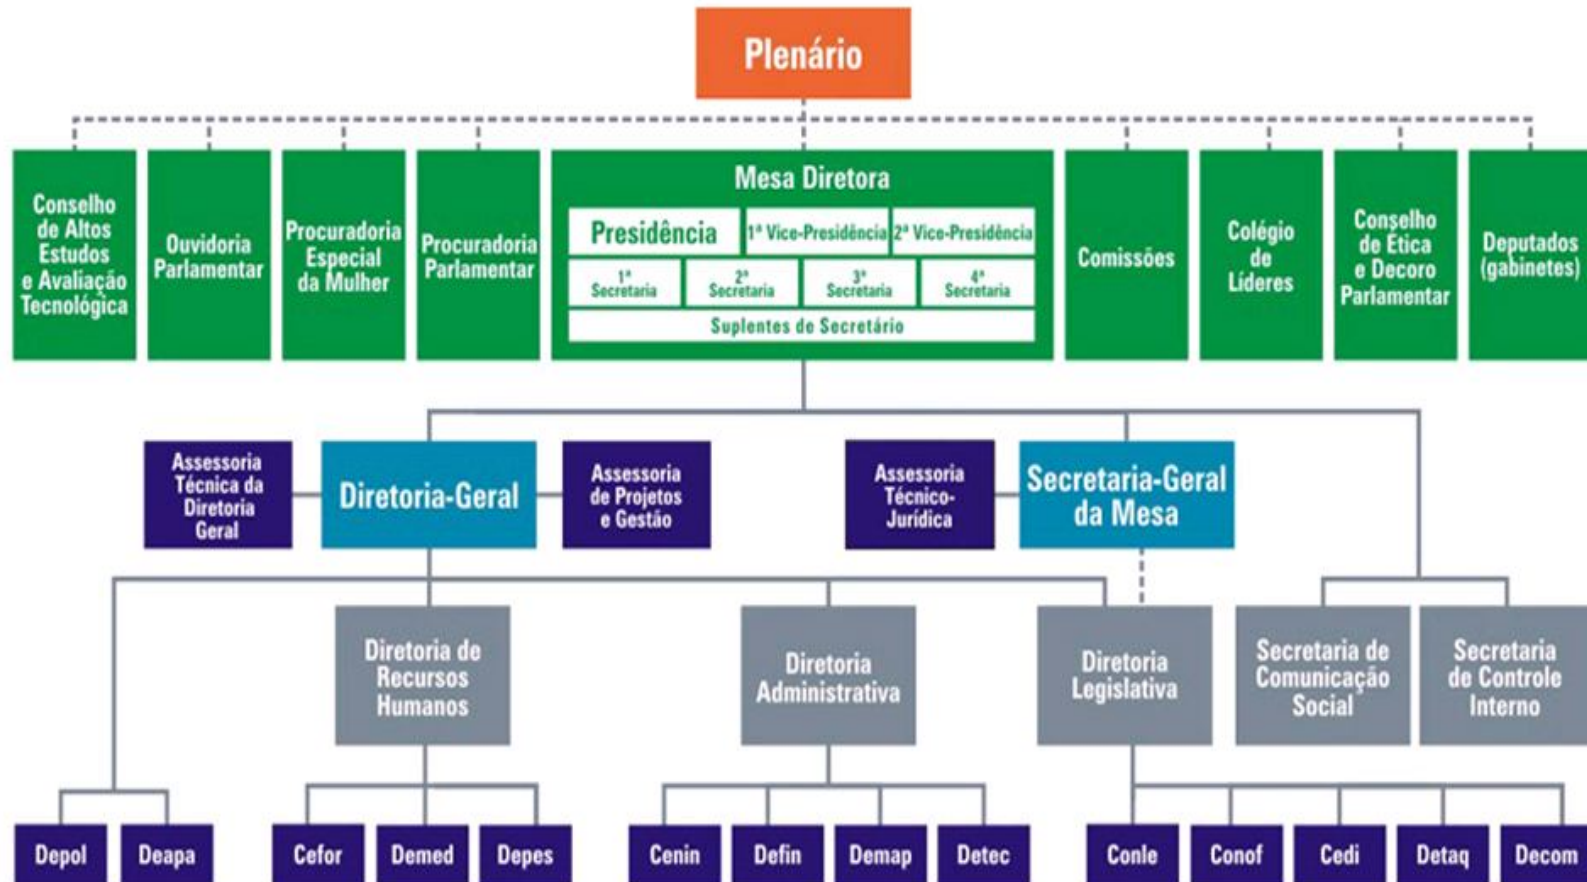 Plenário
Conselho
de Altos
Estudos
e Avaliação
Tecnológica
Ouvidoria
Parlamentar
Procuradoria
Especial
da Mulher
Procuradoria
Parlamentar
Mesa Diretora
Presidência
1ª Vice-Presidência
2ª Vice-Presidência
1ª
Secretaria
2ª
Secretaria
3ª
Secretaria
4ª
Secretaria
Suplentes de Secretário
Comissões
Colégio
de
Líderes
Conselho
de Ética
e Decoro
Parlamentar
Deputados
(gabinetes)
Assessoria
Técnica da
Diretoria
Geral
Diretoria-Geral
Assessoria
de Projetos
e Gestão
Assessoria
Técnico-
Jurídica
Secretaria-Geral
da Mesa
Diretoria de
Recursos
Humanos
Diretoria
Administrativa
Diretoria
Legislativa
Secretaria de
Comunicação
Social
Secretaria
de Controle
Interno
Depol
Deapa
Cefor
Demed
Depes
Cenin
Defin
Demap
Detec
Conle
Conof
Cedi
Detaq
Decom